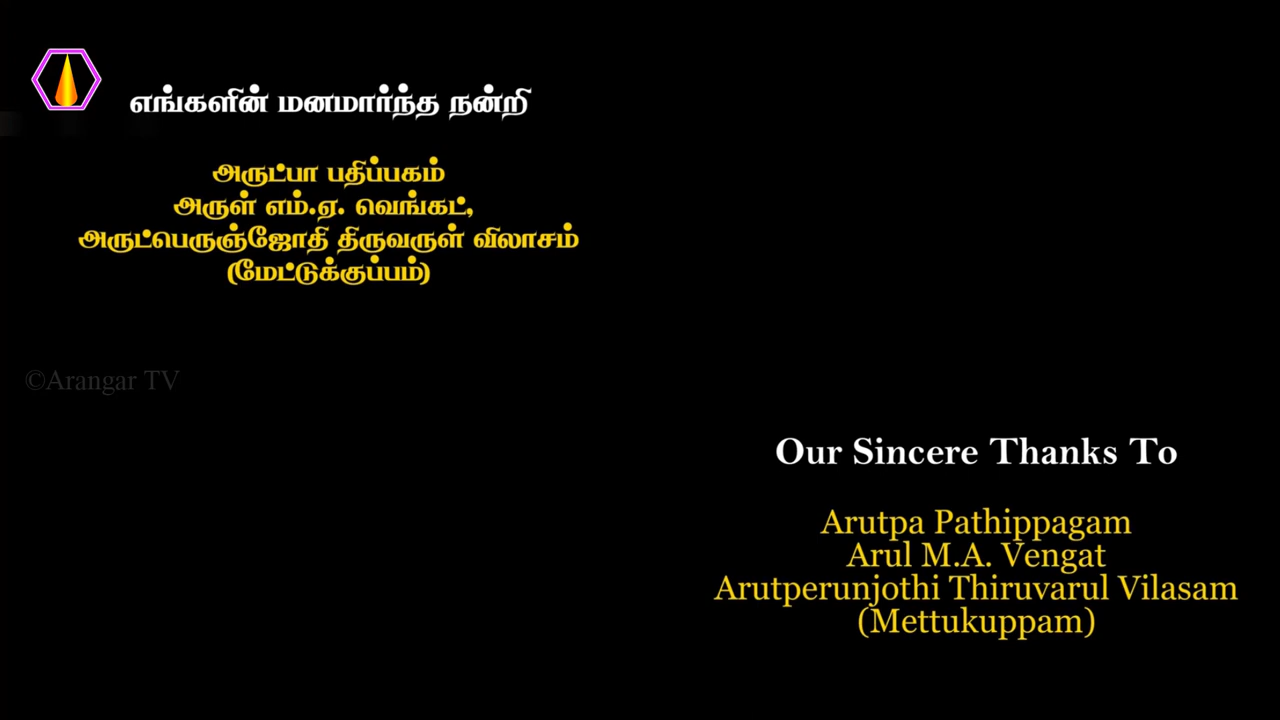 எங்களின் மனமார்ந்த நன்றி
அருட்பா பதிப்பகம்
அருள் எம்.ஏ. வெங்கட்,
அருட்பெருஞ்ஜோதி திருவருள் விலாசம்
(மேட்டுக்குப்பம்)
©Arangar TV
Our Sincere Thanks To
Arutpa Pathippagam
Arul M.A. Vengat
Arutperunjothi Thiruvarul Vilasam
(Mettukuppam)